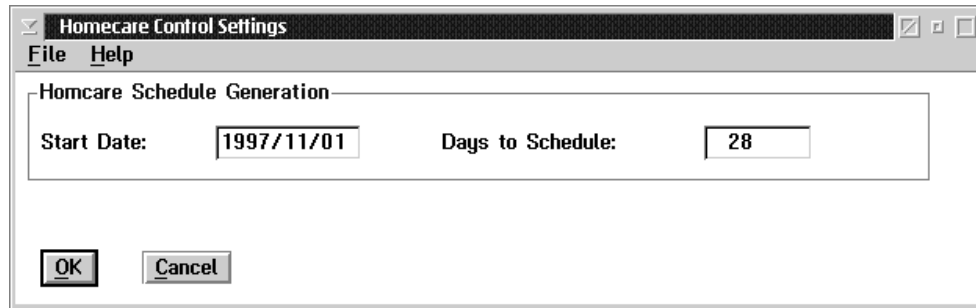 Homecare Control Settings
File Help
Homcare Schedule Generation
Start Date: 1997/11/01 Days to Schedule: 28
OK Cancel